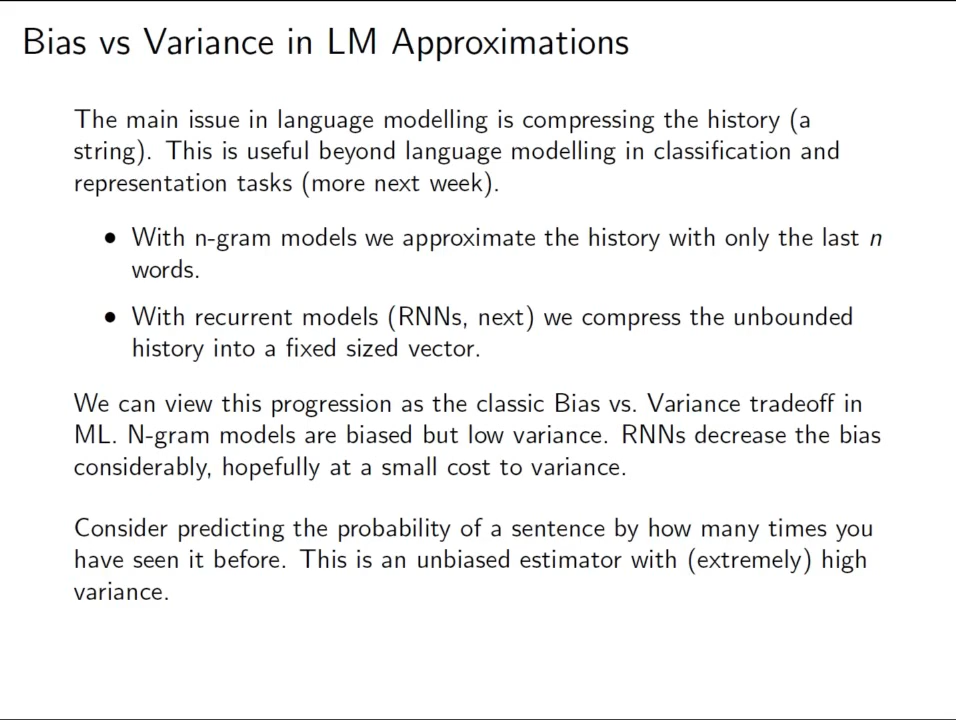 Bias vs Variance in LM Approximations
The main issue in language modelling is compressing the history (a
string). This is useful beyond language modelling in classification and
representation tasks (more next week).
• With n-gram models we approximate the history with only the last n
words.
• With recurrent models (RNNs, next) we compress the unbounded
history into a fixed sized vector.
We can view this progression as the classic Bias vs. Variance tradeoff in
ML. N-gram models are biased but low variance. RNNs decrease the bias
considerably, hopefully at a small cost to variance.
Consider predicting the probability of a sentence by how many times you
have seen it before. This is an unbiased estimator with (extremely) high
variance.